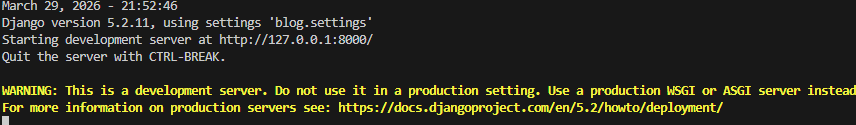 March 29, 2026 - 21:52:46
Django version 5.2.11, using settings 'blog.settings'
Starting development server at http://127.0.0.1:8000/
Quit the server with CTRL-BREAK.
WARNING: This is a development server. Do not use it in a production setting. Use a production WSGI or ASGI server instead
For more information on production servers see: https://docs.djangoproject.com/en/5.2/howto/deployment/